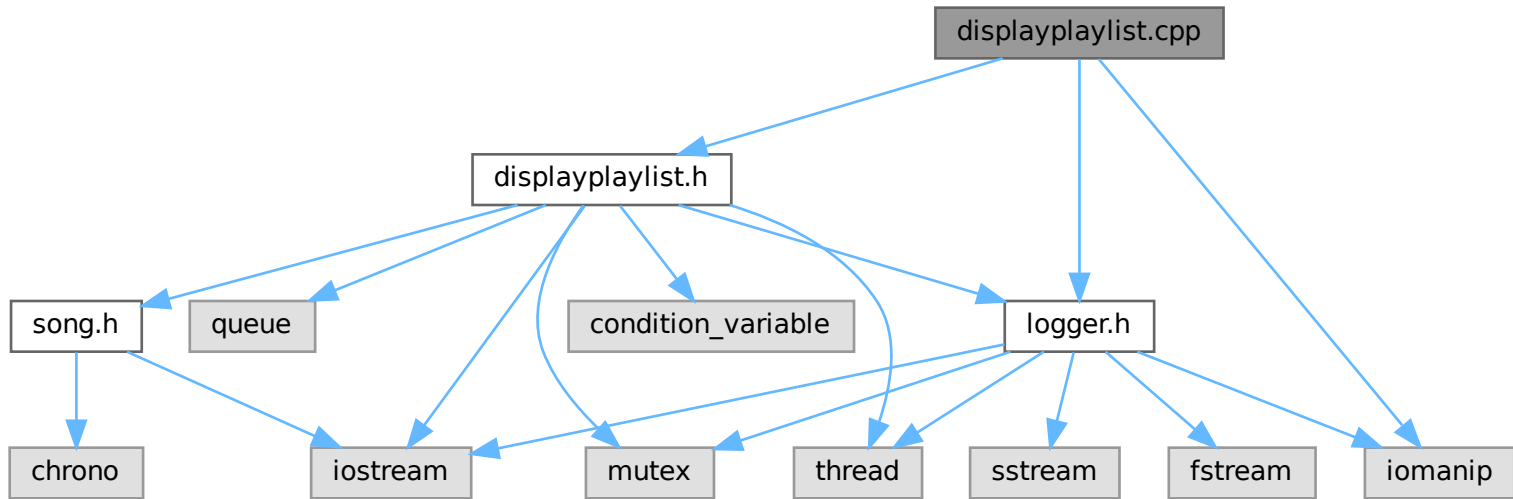 displayplaylist.cpp
displayplaylist.h
song.h
queue
condition_variable
logger.h
chrono
iostream
mutex
thread
sstream
fstream
iomanip